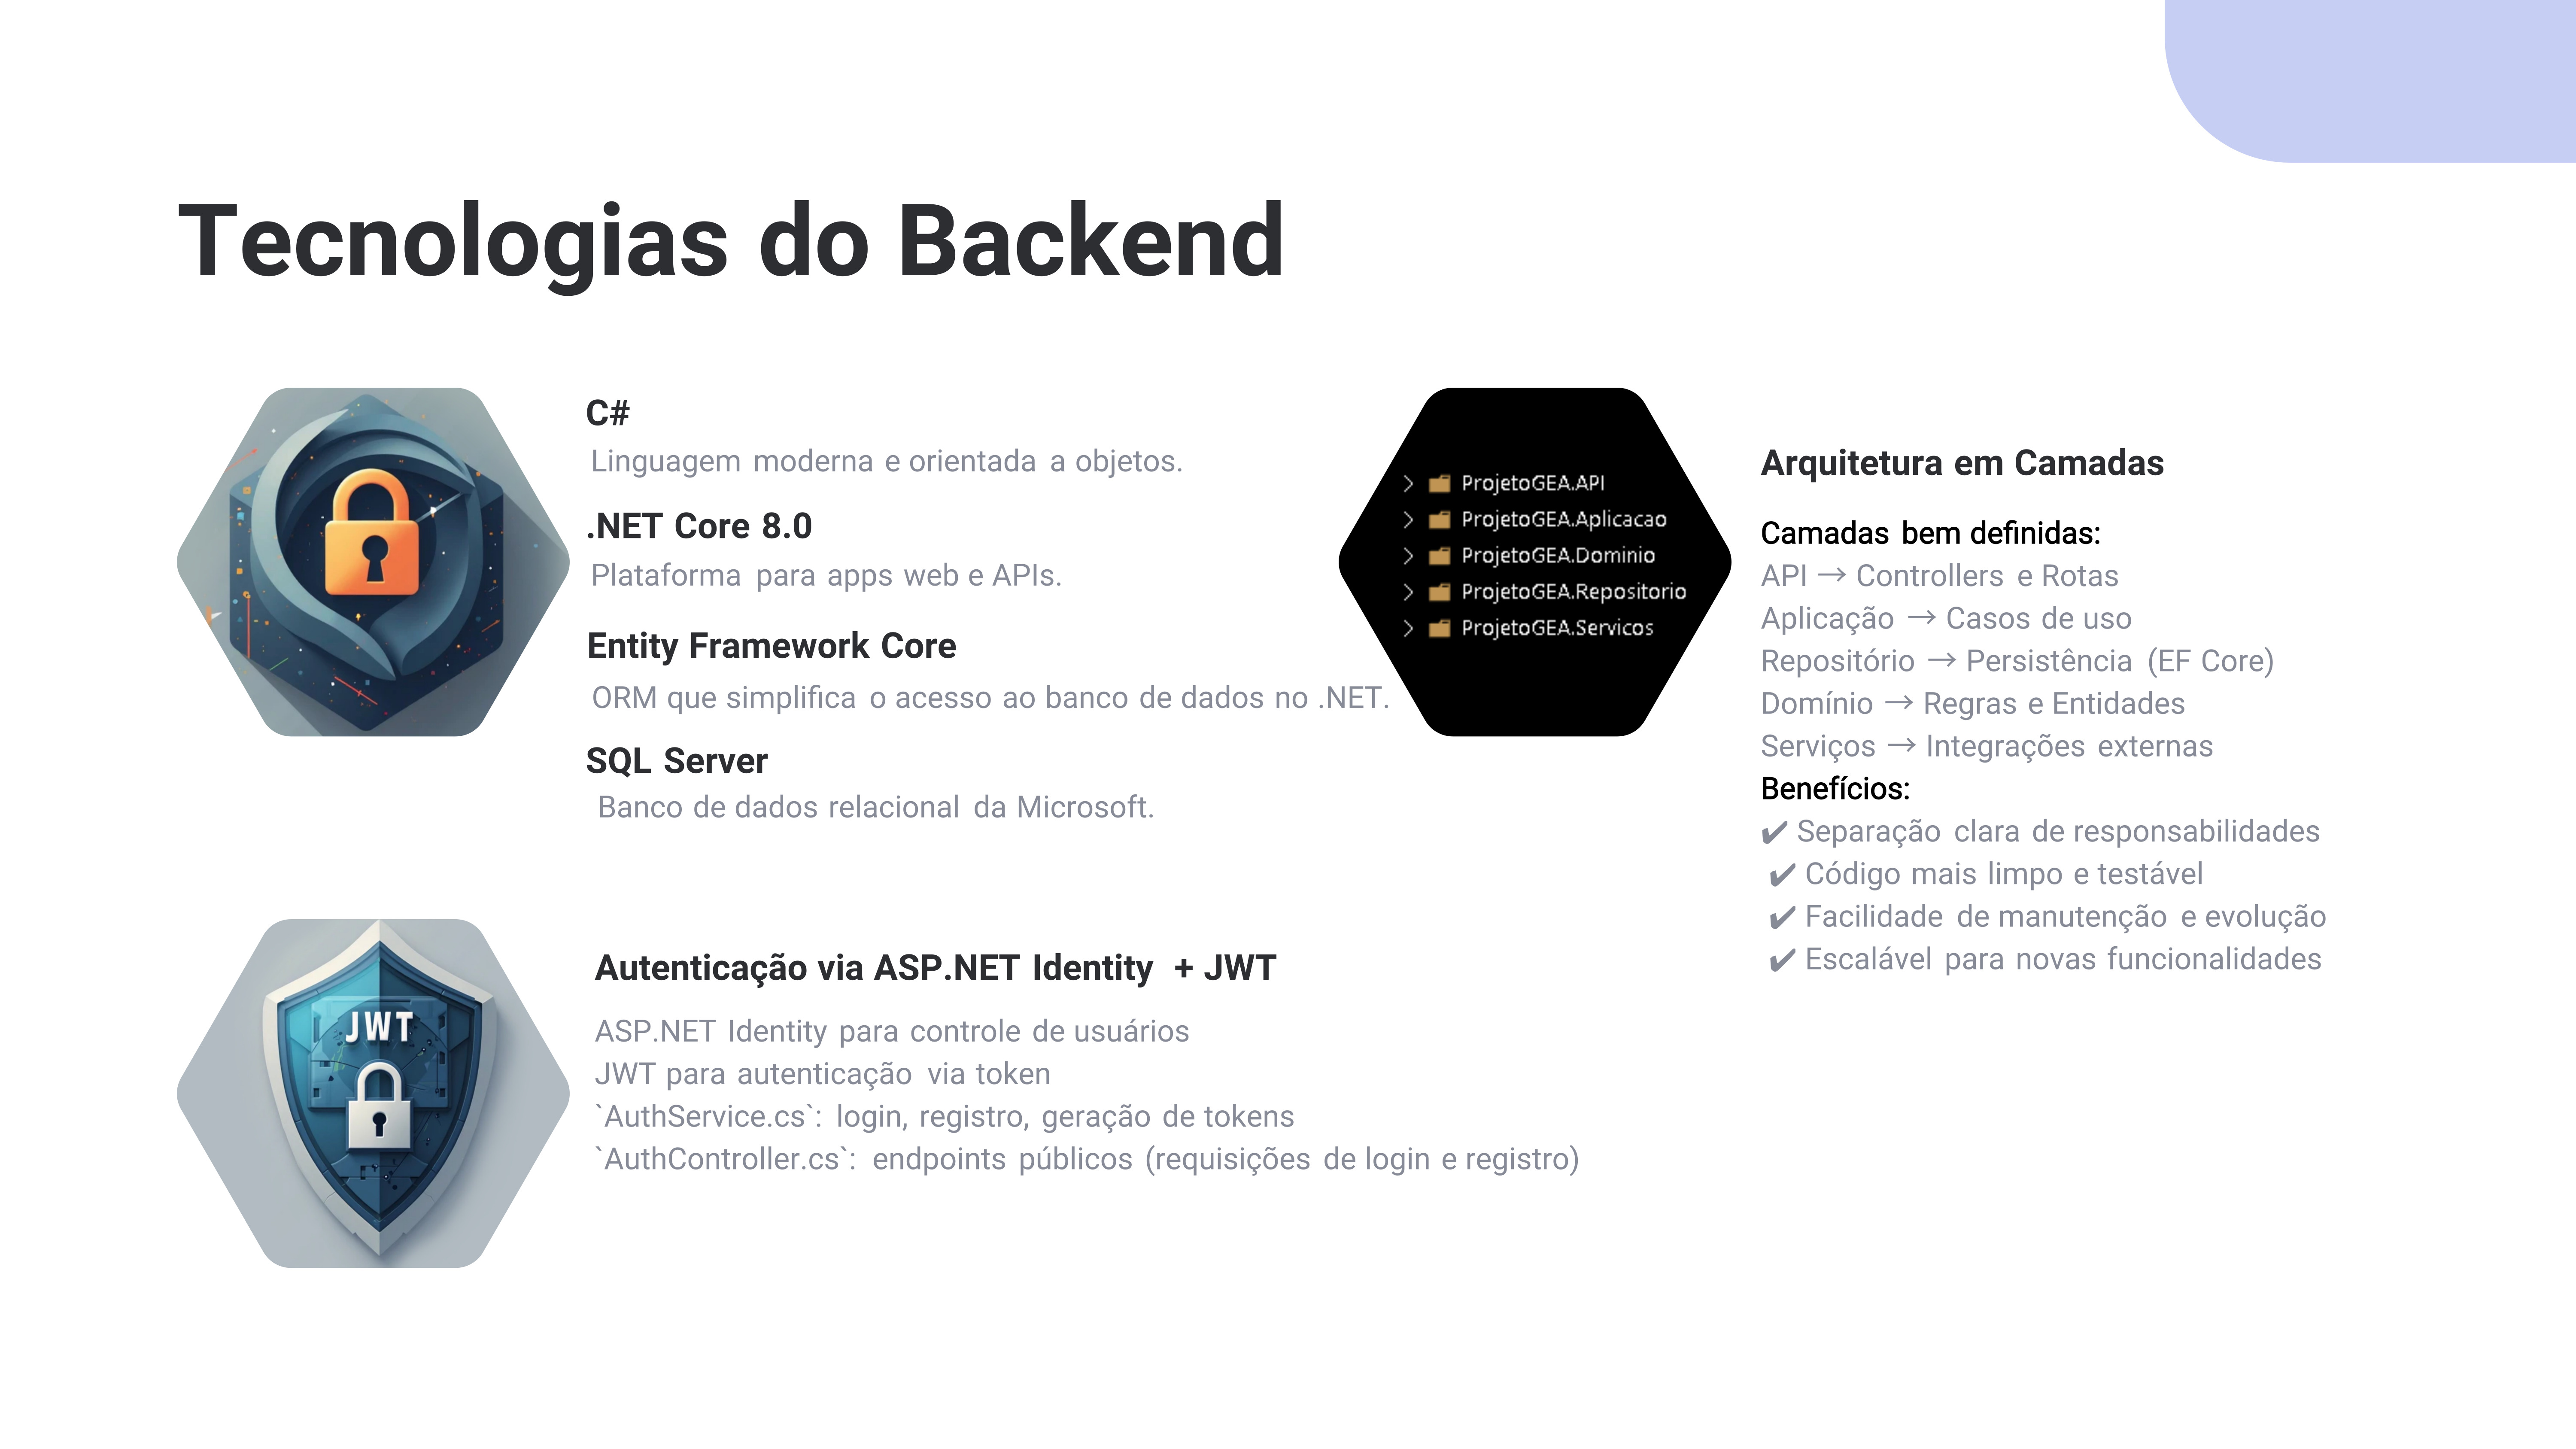 Tecnologias do Backend
C#
Linguagem moderna e orientada a objetos.
.NET Core 8.0
Plataforma para apps web e APIs.
Entity Framework Core
ORM que simplifica o acesso ao banco de dados no .NET.
SQL Server
Banco de dados relacional da Microsoft.
ProjetoGEA.API
ProjetoGEA.Aplicacao
ProjetoGEA.Dominio
ProjetoGEA.Repositorio
ProjetoGEA.Servicos
Arquitetura em Camadas
Camadas bem definidas:
API → Controllers e Rotas
Aplicação → Casos de uso
Repositório → Persistência (EF Core)
Domínio → Regras e Entidades
Serviços → Integrações externas
Benefícios:
✔ Separação clara de responsabilidades
✔ Código mais limpo e testável
✔ Facilidade de manutenção e evolução
✔ Escalável para novas funcionalidades
JWT
Autenticação via ASP.NET Identity + JWT
ASP.NET Identity para controle de usuários
JWT para autenticação via token
`AuthService.cs`: login, registro, geração de tokens
`AuthController.cs`: endpoints públicos (requisições de login e registro)